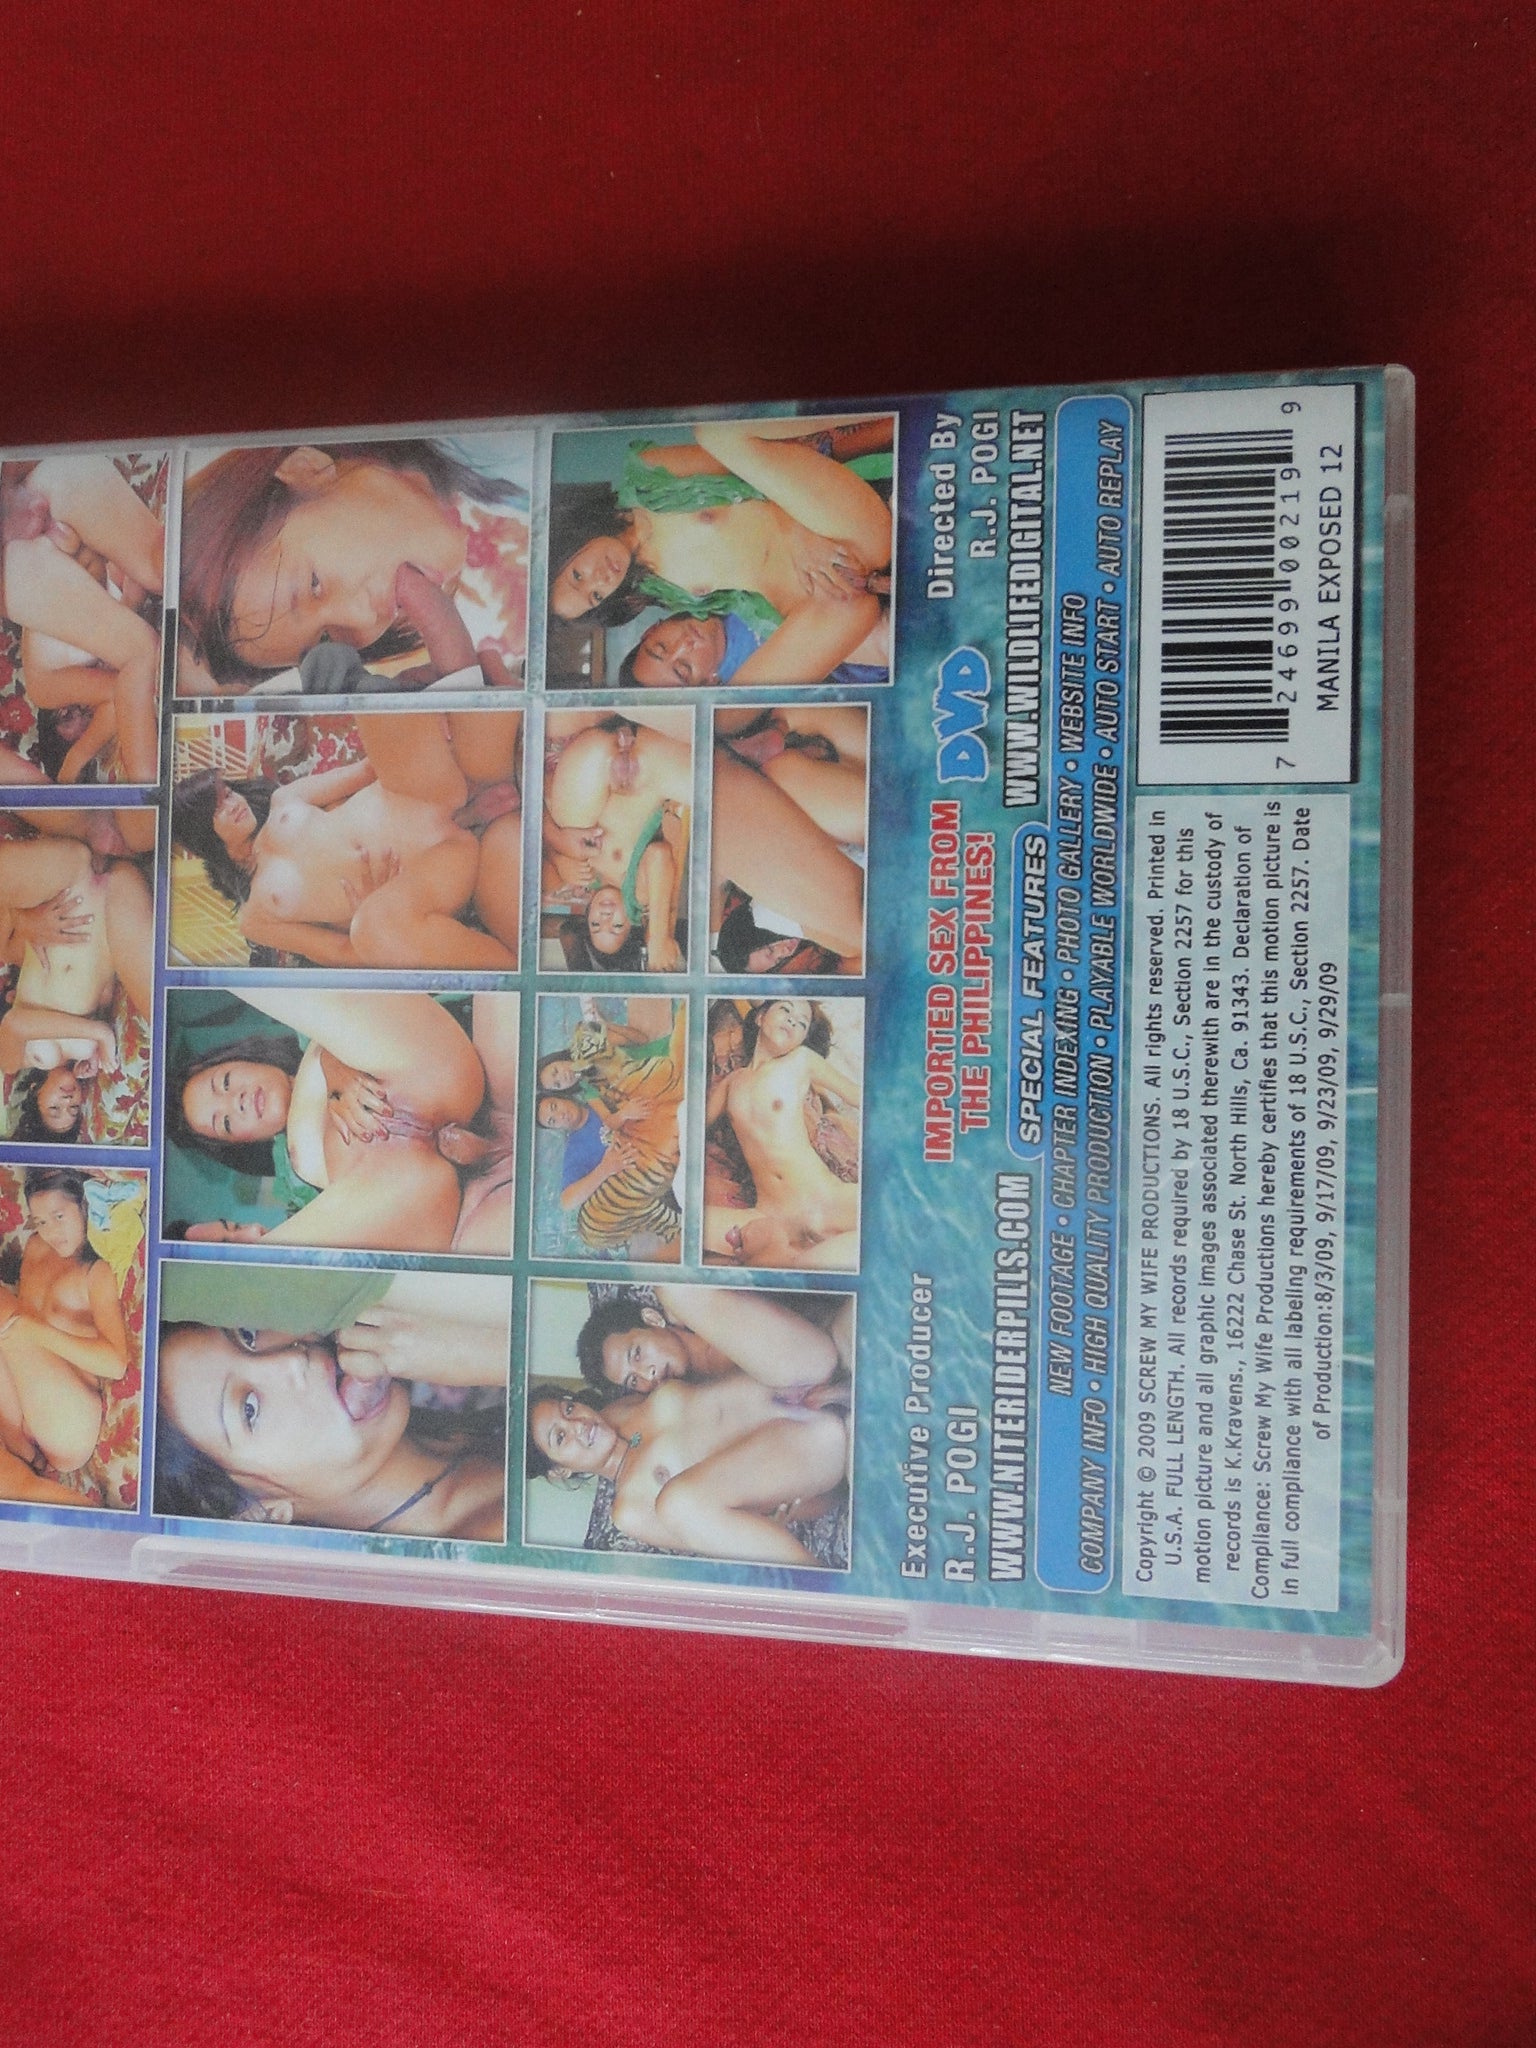 IMPORTED SEX FROM
THE PHILIPPINES!
DVD
Executive Producer
R.J. POGI
Directed By
R.J. POGI
WWW.NITERIDERPILLS.COM
WWW.WILDLIFEDIGITAL.NET
SPECIAL FEATURES
NEW FOOTAGE • CHAPTER INDEXING • PHOTO GALLERY • WEBSITE INFO
COMPANY INFO • HIGH QUALITY PRODUCTION • PLAYABLE WORLDWIDE • AUTO START • AUTO REPLAY
Copyright © 2009 SCREW MY WIFE PRODUCTIONS. All rights reserved. Printed in
U.S.A. FULL LENGTH. All records required by 18 U.S.C., Section 2257 for this
motion picture and all graphic images associated therewith are in the custody of
records is K.Kravens., 16222 Chase St. North Hills, Ca. 91343. Declaration of
Compliance: Screw My Wife Productions hereby certifies that this motion picture is
in full compliance with all labeling requirements of 18 U.S.C., Section 2257. Date
of Production:8/3/09, 9/17/09, 9/23/09, 9/29/09
7 24699 00219 9
MANILA EXPOSED 12